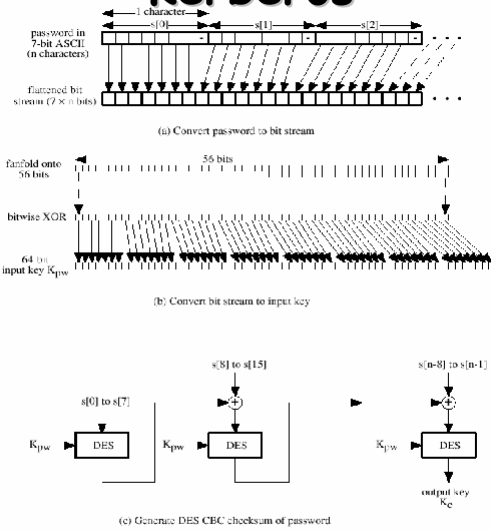 Kerberos
1 character
s[0] s[1] s[2]
password in
7-bit ASCII
(n characters)
flattened bit
stream (7 × n bits)
(a) Convert password to bit stream
56 bits
fanfold onto
56 bits
bitwise XOR
64-bit
input key Kpw
(b) Convert bit stream to input key
s[0] to s[7] s[8] to s[15] s[n-8] to s[n-1]
+ +
Kpw DES Kpw DES Kpw DES
output key
Kc
(c) Generate DES CBC checksum of password